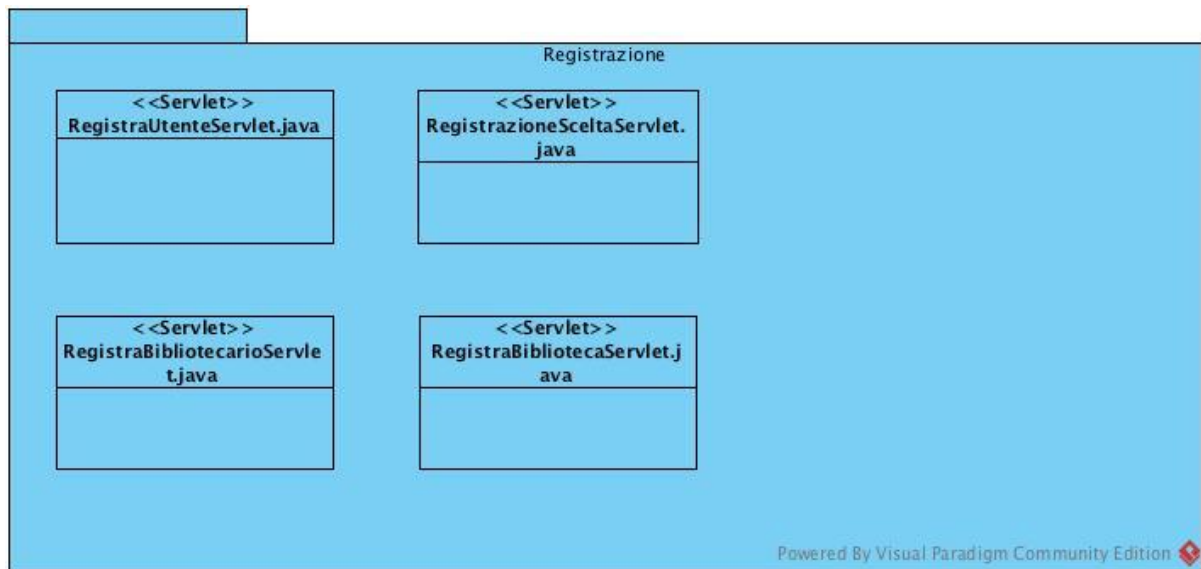 Registrazione
<<Servlet>>
RegistraUtenteServlet.java
<<Servlet>>
RegistrazioneSceltaServlet.
java
<<Servlet>>
RegistraBibliotecarioServle
t.java
<<Servlet>>
RegistraBibliotecaServlet.j
ava
Powered By Visual Paradigm Community Edition